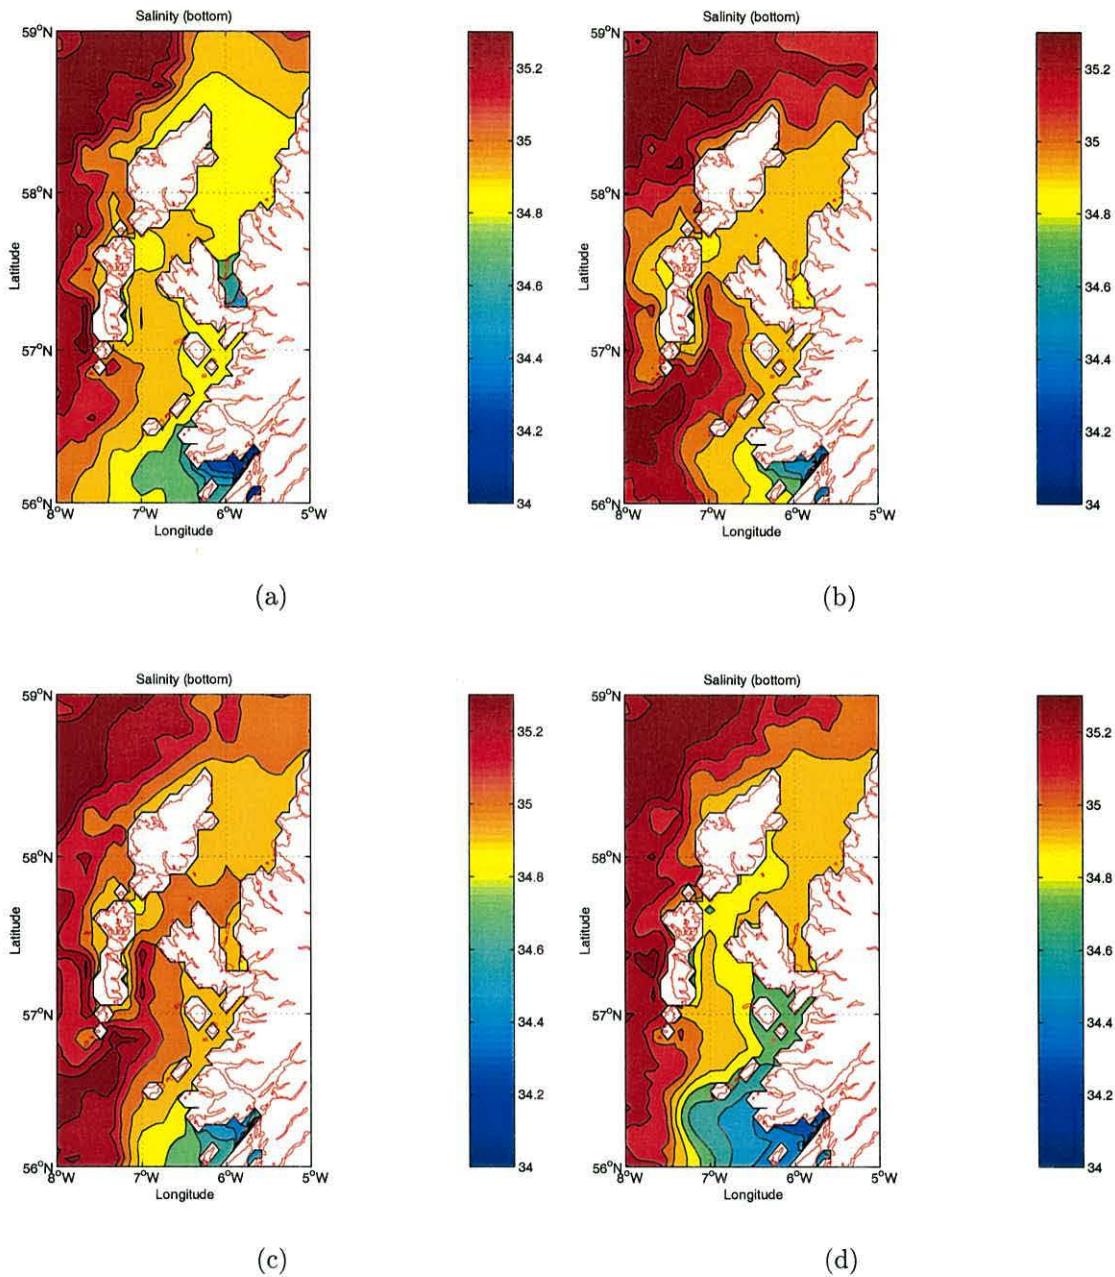 Salinity (bottom)
59°N
58°N
57°N
56°N
8°W
7°W
6°W
5°W
Latitude
Longitude
35.2
35
34.8
34.6
34.4
34.2
34
(a)
Salinity (bottom)
59°N
58°N
57°N
56°N
8°W
7°W
6°W
5°W
Latitude
Longitude
35.2
35
34.8
34.6
34.4
34.2
34
(b)
Salinity (bottom)
59°N
58°N
57°N
56°N
8°W
7°W
6°W
5°W
Latitude
Longitude
35.2
35
34.8
34.6
34.4
34.2
34
(c)
Salinity (bottom)
59°N
58°N
57°N
56°N
8°W
7°W
6°W
5°W
Latitude
Longitude
35.2
35
34.8
34.6
34.4
34.2
34
(d)